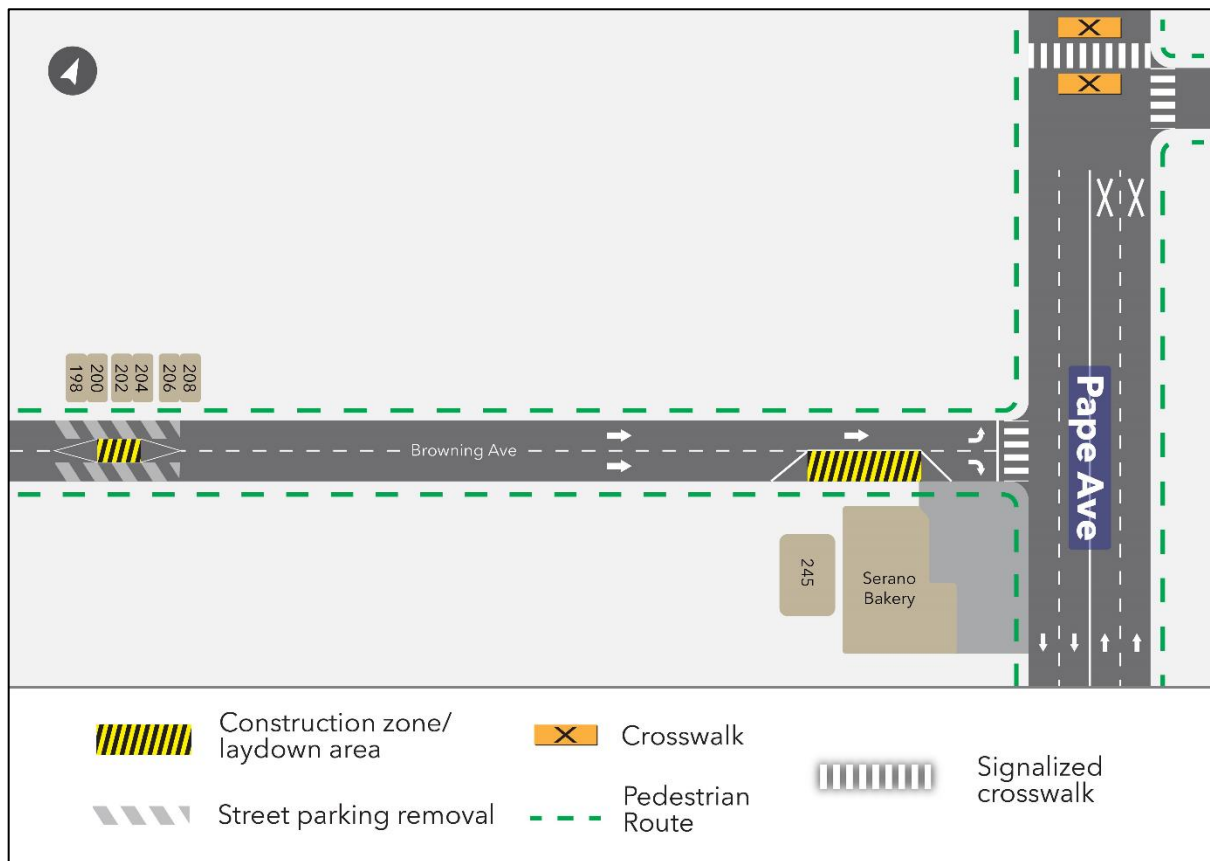 198
200
202
204
206
208
Browning Ave
Pape Ave
245
Serano
Bakery
Construction zone/
laydown area
Street parking removal
Crosswalk
Pedestrian
Route
Signalized
crosswalk